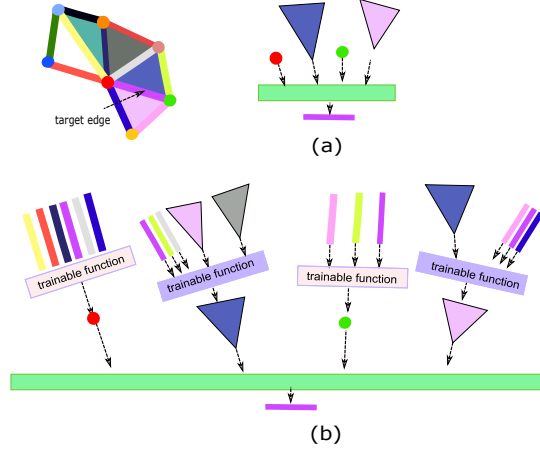 target edge
(a)
trainable function
trainable function
trainable function
trainable function
(b)